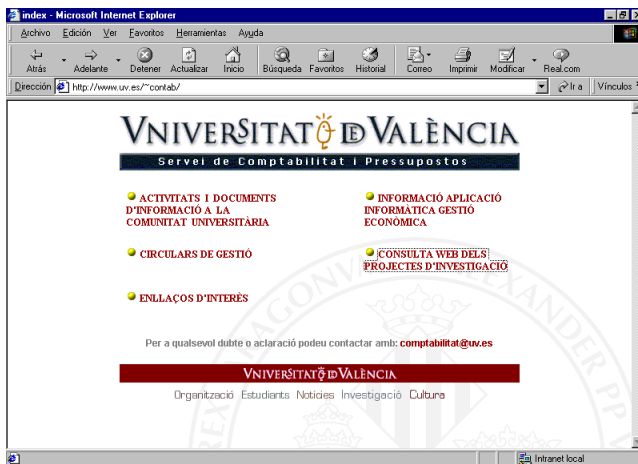 index - Microsoft Internet Explorer
Archivo Edición Ver Favoritos Herramientas Ayuda
Atrás Adelante Detener Actualizar Inicio Búsqueda Favoritos Historial Correo Imprimir Modificar Real.com
Dirección http://www.uv.es/~contab/ Ir a Vínculos
VNIVERSITAT DE VALÈNCIA
Servei de Comptabilitat i Pressupostos
ACTIVITATS I DOCUMENTS
D'INFORMACIÓ A LA
COMUNITAT UNIVERSITÀRIA
INFORMACIÓ APLICACIÓ
INFORMÀTICA GESTIÓ
ECONÒMICA
CIRCULARS DE GESTIÓ
CONSULTA WEB DELS
PROJECTES D'INVESTIGACIÓ
ENLLAÇOS D'INTERÈS
Per a qualsevol dubte o aclaració podeu contactar amb: comptabilitat@uv.es
VNIVERSITAT DE VALÈNCIA
Organització Estudiants Notícies Investigació Cultura
Intranet local